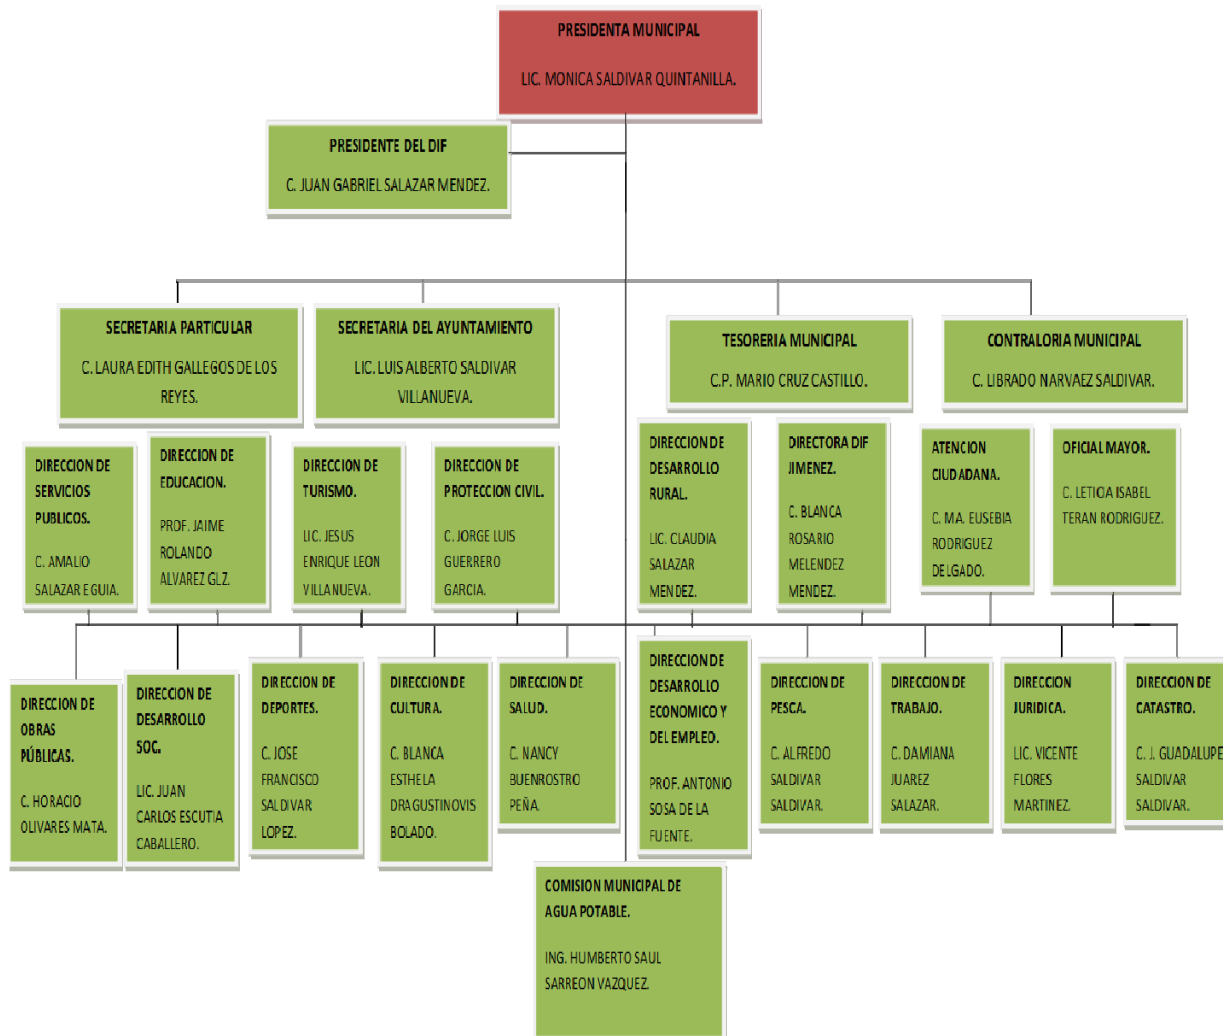 PRESIDENTA MUNICIPAL
LIC. MONICA SALDIVAR QUINTANILLA.
PRESIDENTE DEL DIF
C. JUAN GABRIEL SALAZAR MENDEZ.
SECRETARIA PARTICULAR
C. LAURA EDITH GALLEGOS DE LOS
REYES.
SECRETARIA DEL AYUNTAMIENTO
LIC. LUIS ALBERTO SALDIVAR
VILLANUEVA.
TESORERIA MUNICIPAL
C.P. MARIO CRUZ CASTILLO.
CONTRALORIA MUNICIPAL
C. LIBRADO NARVAEZ SALDIVAR.
DIRECCION DE
SERVICIOS
PUBLICOS.
C. AMALIO
SALAZAR EGUIA.
DIRECCION DE
EDUCACION.
PROF. JAIME
ROLANDO
ALVAREZ GLZ.
DIRECCION DE
TURISMO.
LIC. JESUS
ENRIQUE LEON
VILLANUEVA.
DIRECCION DE
PROTECCION CIVIL.
C. JORGE LUIS
GUERRERO
GARCIA.
DIRECCION DE
DESARROLLO
RURAL.
LIC. CLAUDIA
SALAZAR
MENDEZ.
DIRECTORA DIF
JIMENEZ.
C. BLANCA
ROSARIO
MELENDEZ
MENDEZ.
ATENCION
CIUDADANA.
C. MA. EUSEBIA
RODRIGUEZ
DELGADO.
OFICIAL MAYOR.
C. LETICIA ISABEL
TERAN RODRIGUEZ.
DIRECCION DE
OBRAS
PÚBLICAS.
C. HORACIO
OLIVARES MATA.
DIRECCION DE
DESARROLLO
SOC.
LIC. JUAN
CARLOS ESCUTIA
CABALLERO.
DIRECCION DE
DEPORTES.
C. JOSE
FRANCISCO
SALDIVAR
LOPEZ.
DIRECCION DE
CULTURA.
C. BLANCA
ESTHELA
DRAGUSTINOVIS
BOLADO.
DIRECCION DE
SALUD.
C. NANCY
BUENROSTRO
PEÑA.
DIRECCION DE
DESARROLLO
ECONOMICO Y
DEL EMPLEO.
PROF. ANTONIO
SOSA DE LA
FUENTE.
DIRECCION DE
PESCA.
C. ALFREDO
SALDIVAR
SALDIVAR.
DIRECCION DE
TRABAJO.
C. DAMIANA
JUAREZ
SALAZAR.
DIRECCION
JURIDICA.
LIC. VICENTE
FLORES
MARTINEZ.
DIRECCION DE
CATASTRO.
C. J. GUADALUPE
SALDIVAR
SALDIVAR.
COMISION MUNICIPAL DE
AGUA POTABLE.
ING. HUMBERTO SAUL
SARREON VAZQUEZ.